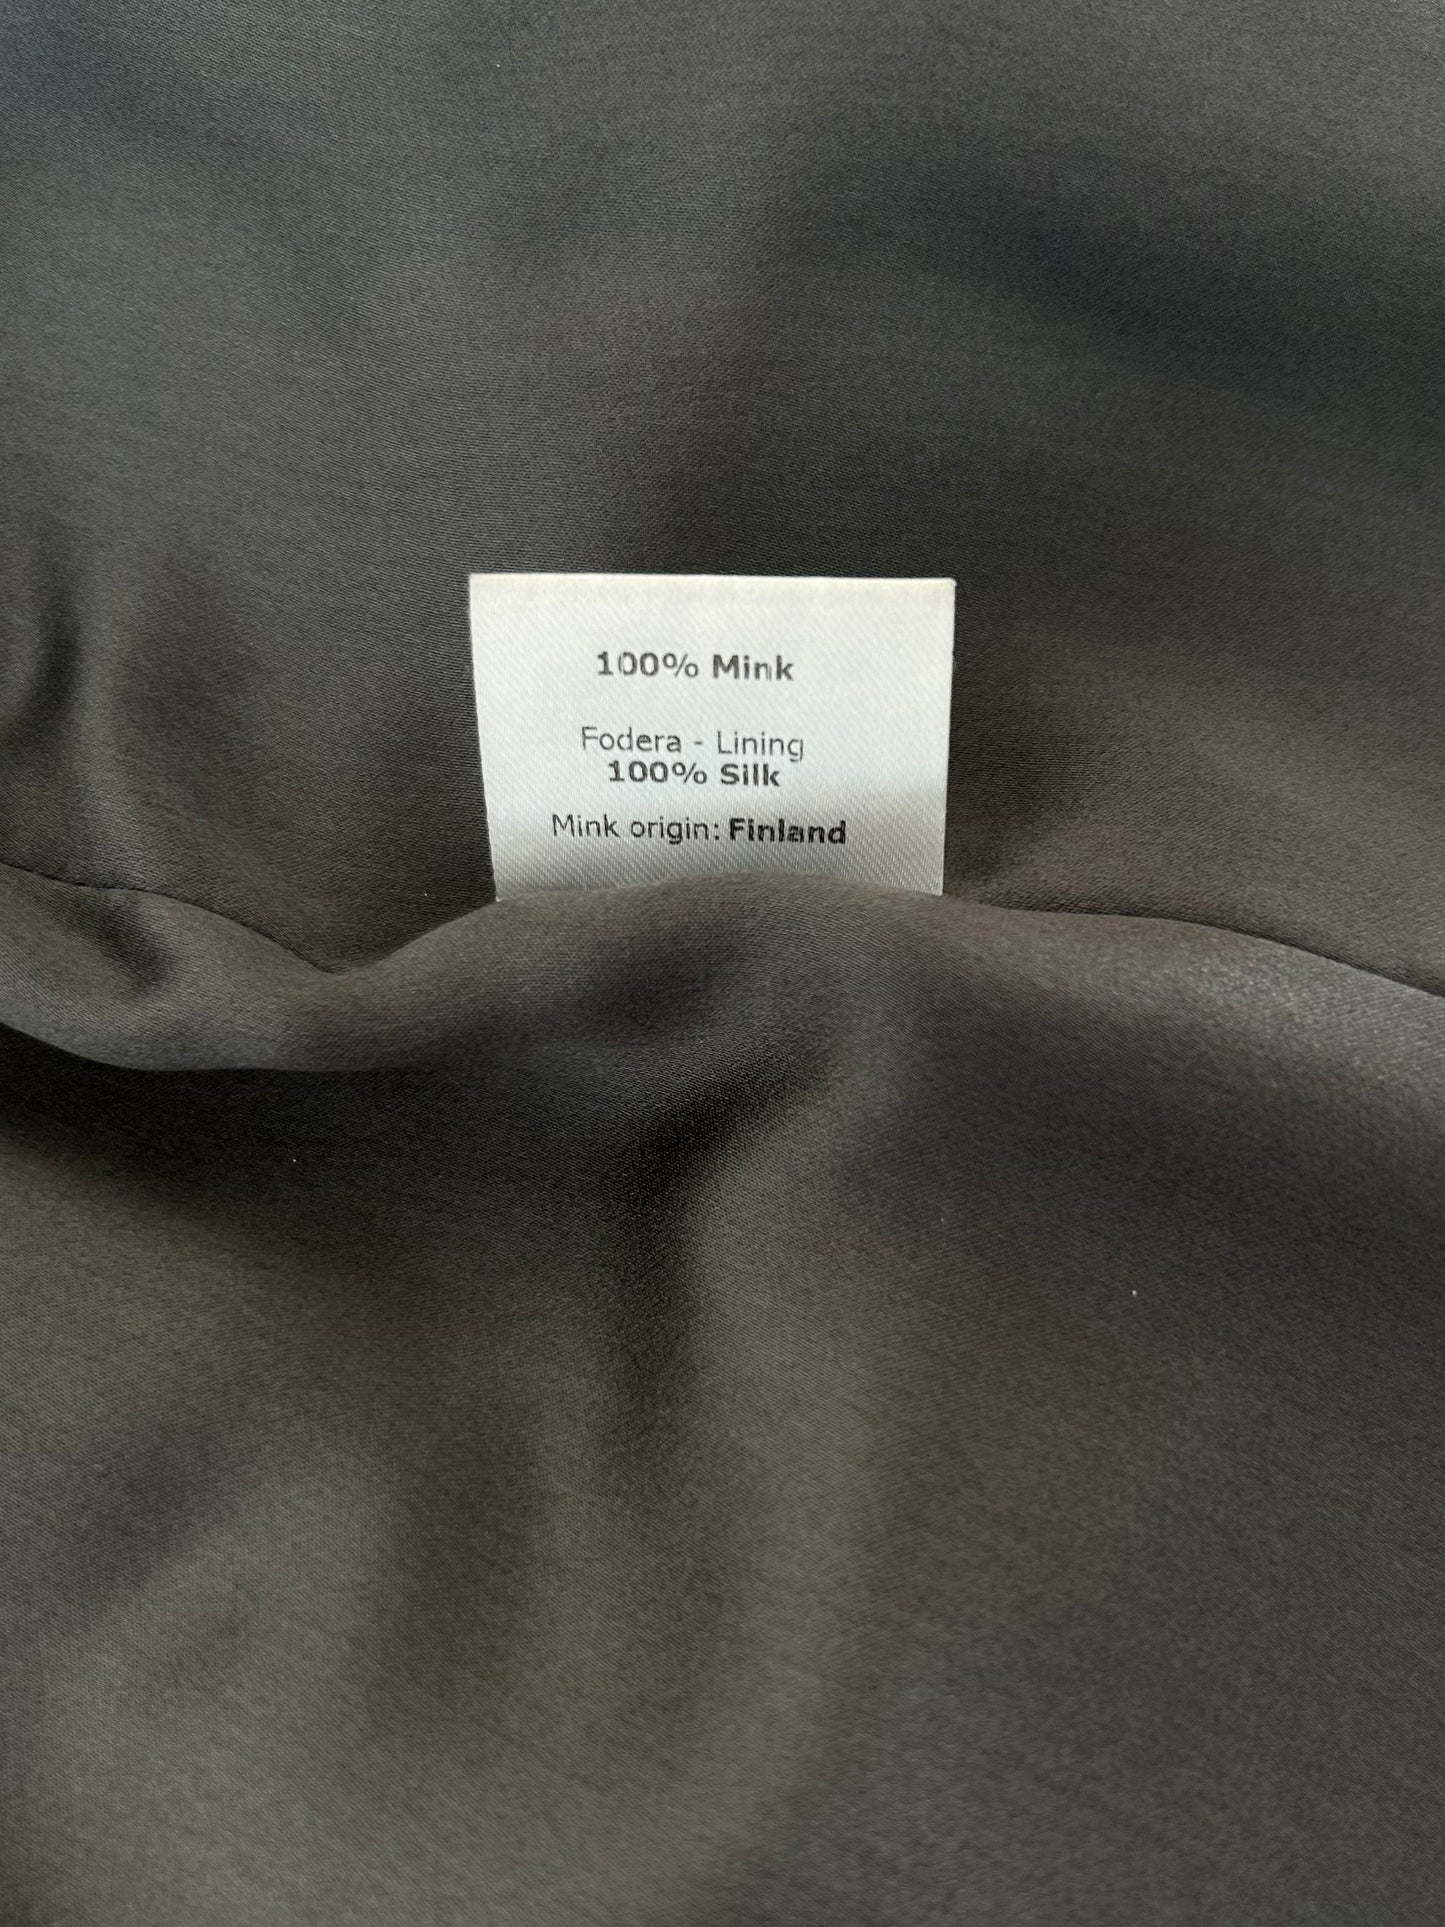 100% Mink
Fodera - Lining
100% Silk
Mink origin: Finland